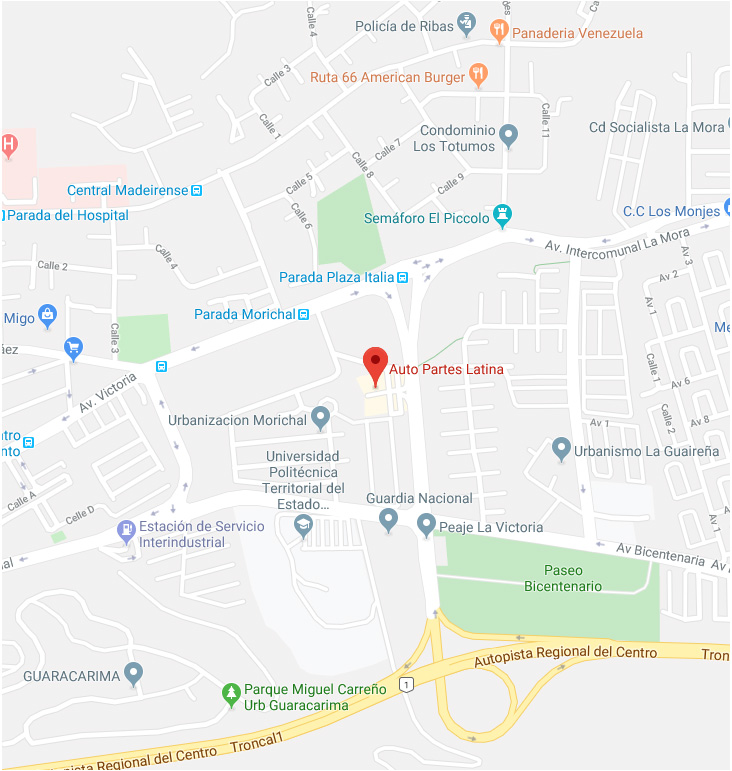 Calle 4
Policía de Ribas
Panadería Venezuela
Calle 3
Ruta 66 American Burger
Calle 1
Calle 11
Condominio
Los Totumos
Cd Socialista La Mora
H
Calle 7
Calle 8
Calle 5
Calle 9
Central Madeirense
Parada del Hospital
Calle 6
Semáforo El Piccolo
C.C Los Monjes
Av. Intercomunal La Mora
Calle 4
Calle 2
Av 3
Parada Plaza Italia
Av 2
Migo
Parada Morichal
Av 1
Calle 3
Me
Auto Partes Latina
Calle 1
Av. Victoria
Av 6
Calle 2
Urbanizacion Morichal
Av 8
Av 1
nto
Universidad
Politécnica
Territorial del
Estado...
Urbanismo La Guaireña
Calle A
Guardia Nacional
Celle D
Estación de Servicio
Interindustrial
Peaje La Victoria
Av 1
Av Bicentenaria
Av
Paseo
Bicentenario
Autopista Regional del Centro
Tron
GUARACARIMA
1
Parque Miguel Carreño
Urb Guaracarima
opista Regional del Centro
Troncal1